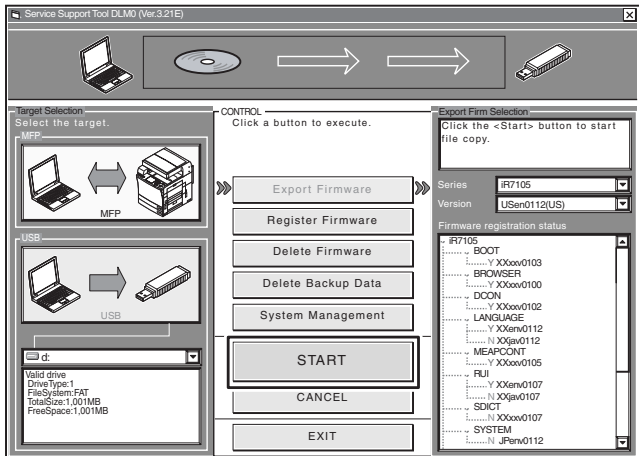 Service Support Tool DLM0 (Ver.3.21E)
Target Selection
Select the target.
MFP
MFP
USB
USB
d:
Valid drive
DriveType:1
FileSystem:FAT
TotalSize:1,001MB
FreeSpace:1,001MB
CONTROL
Click a button to execute.
Export Firmware
Register Firmware
Delete Firmware
Delete Backup Data
System Management
START
CANCEL
EXIT
Export Firm Selection
Click the <Start> button to start
file copy.
Series iR7105
Version USen0112(US)
Firmware registration status
iR7105
BOOT
Y XXxxv0103
BROWSER
Y XXxxv0100
DCON
Y XXxxv0102
LANGUAGE
Y XXenv0112
N XXjav0112
MEAPCONT
Y XXxxv0105
RUI
Y XXenv0107
N XXjav0107
SDICT
N XXxxv0107
SYSTEM
N JPenv0112